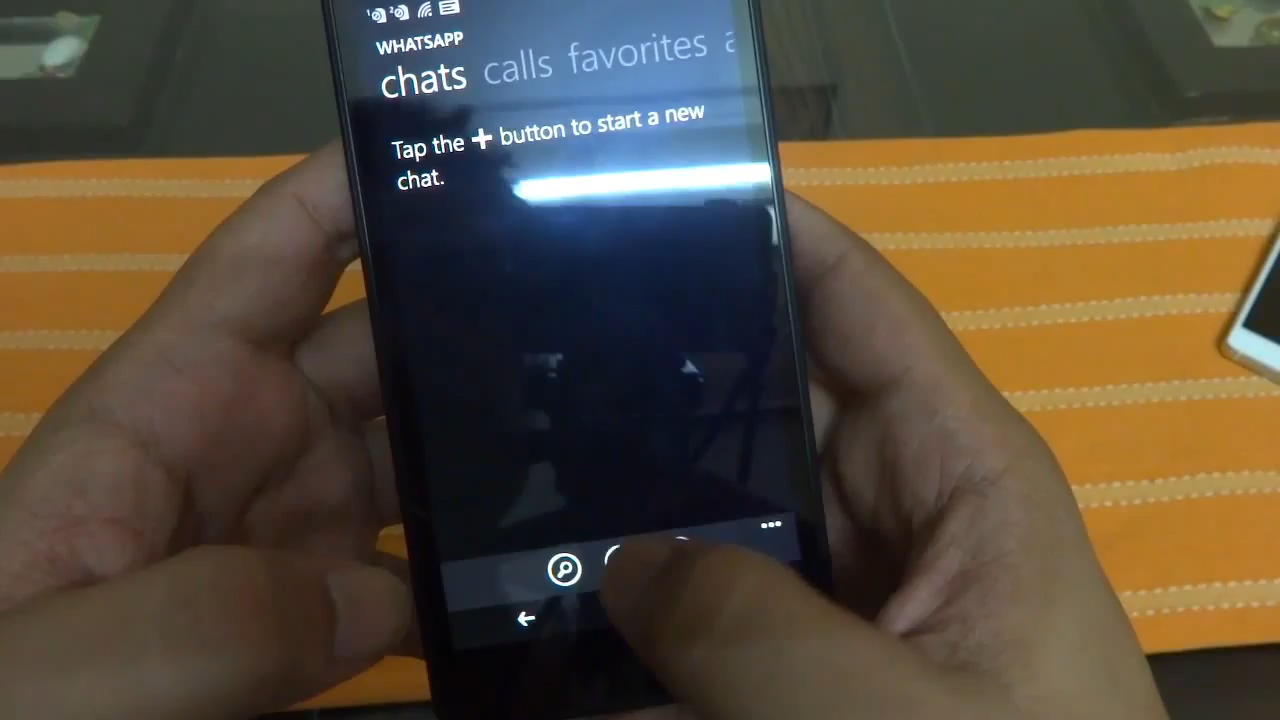 WHATSAPP
chats calls favorites
Tap the + button to start a new
chat.